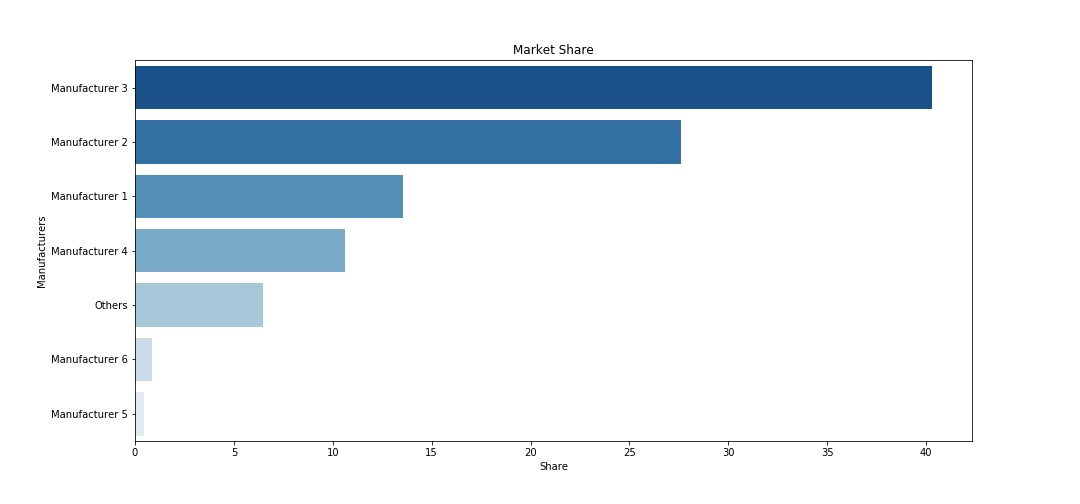 Market Share
Manufacturers
Manufacturer 3
Manufacturer 2
Manufacturer 1
Manufacturer 4
Others
Manufacturer 6
Manufacturer 5
0 5 10 15 20 25 30 35 40
Share